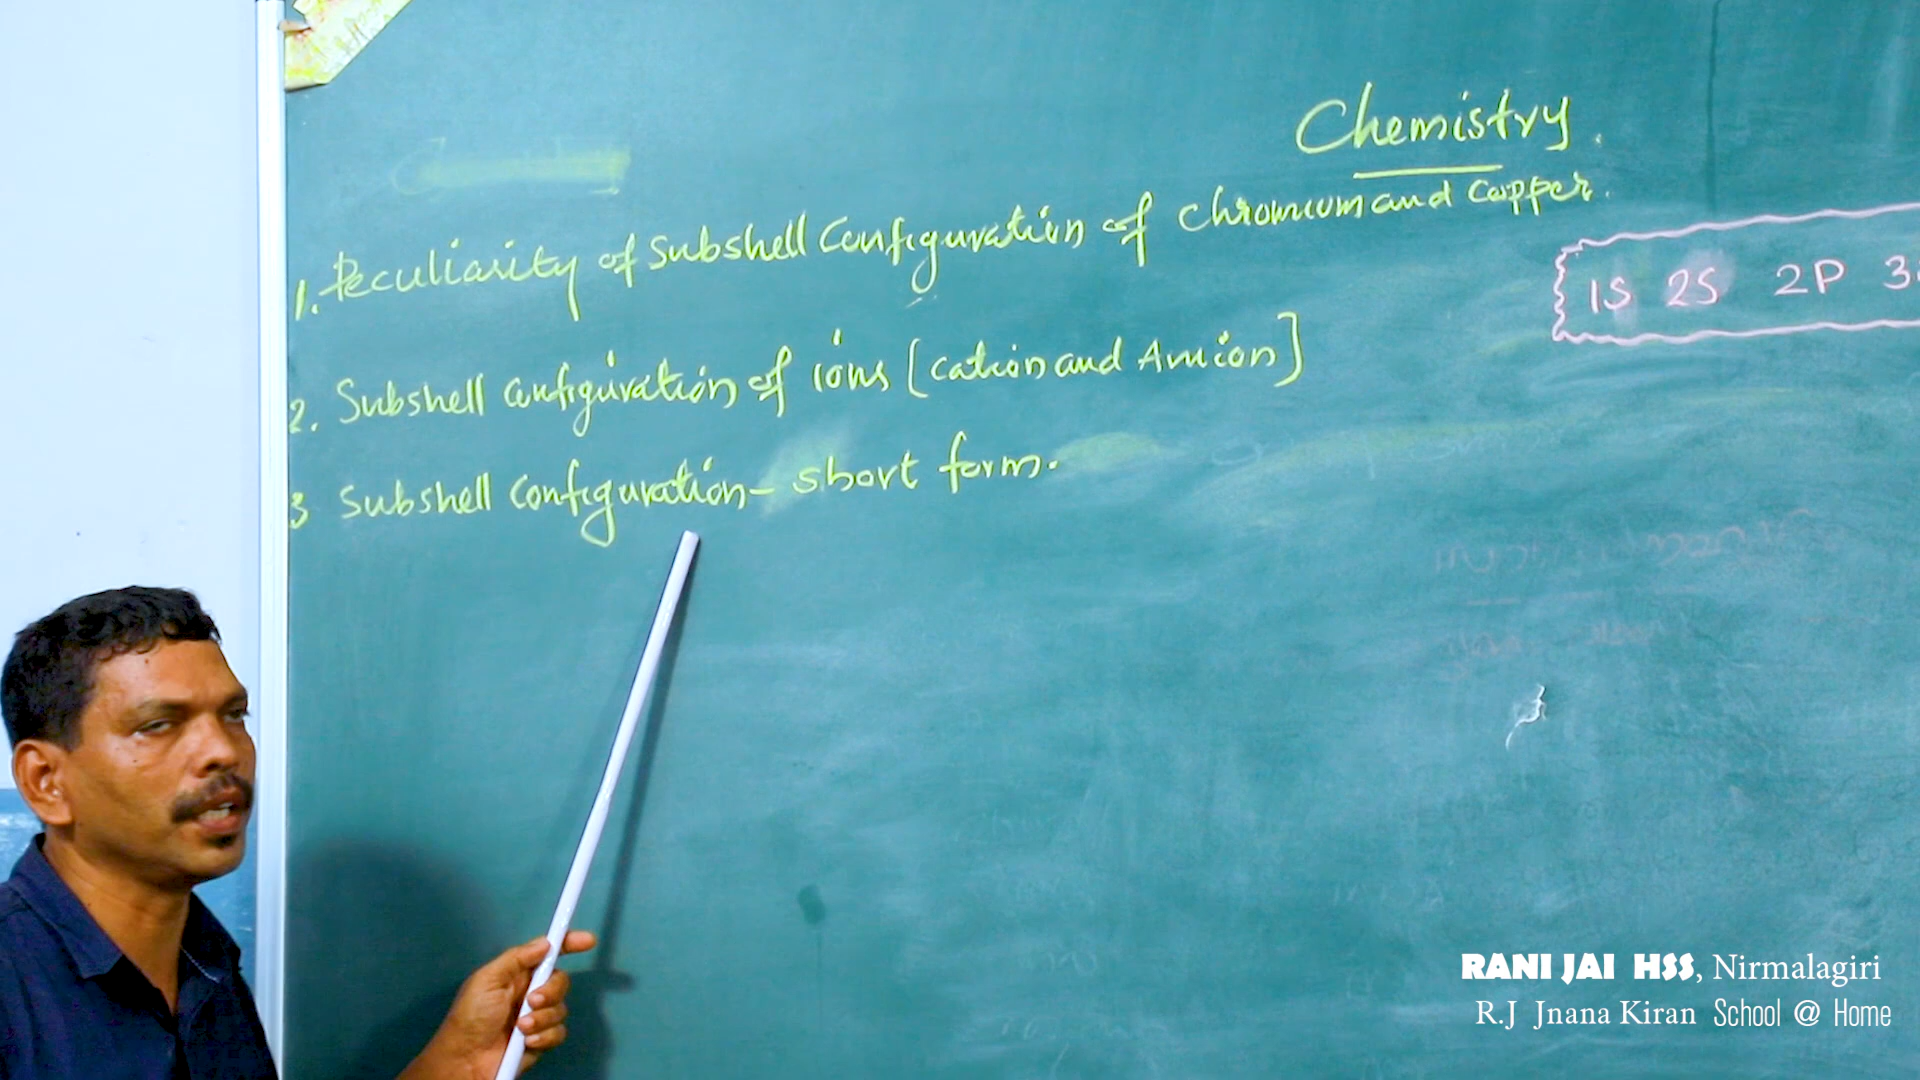 Chemistry.
1. Peculiarity of Subshell Configuration of chromium and copper.
1S 2S 2P
2. Subshell configuration of ions [cation and Anion]
3 Subshell Configuration - short form.
RANI JAI HSS, Nirmalagiri
R.J Jnana Kiran School @ Home